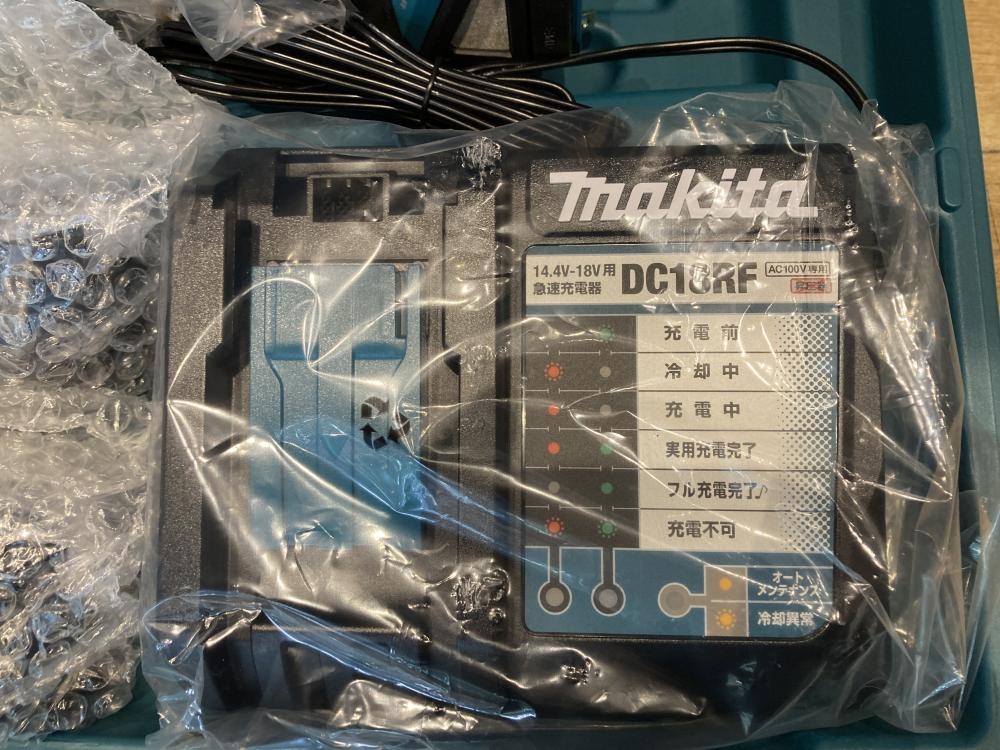 makita
14.4V-18V用
急速充電器
DC18RF
AC100V専用
充電前
冷却中
充電中
実用充電完了
フル充電完了♪
充電不可
オート
メンテナンス
冷却異常